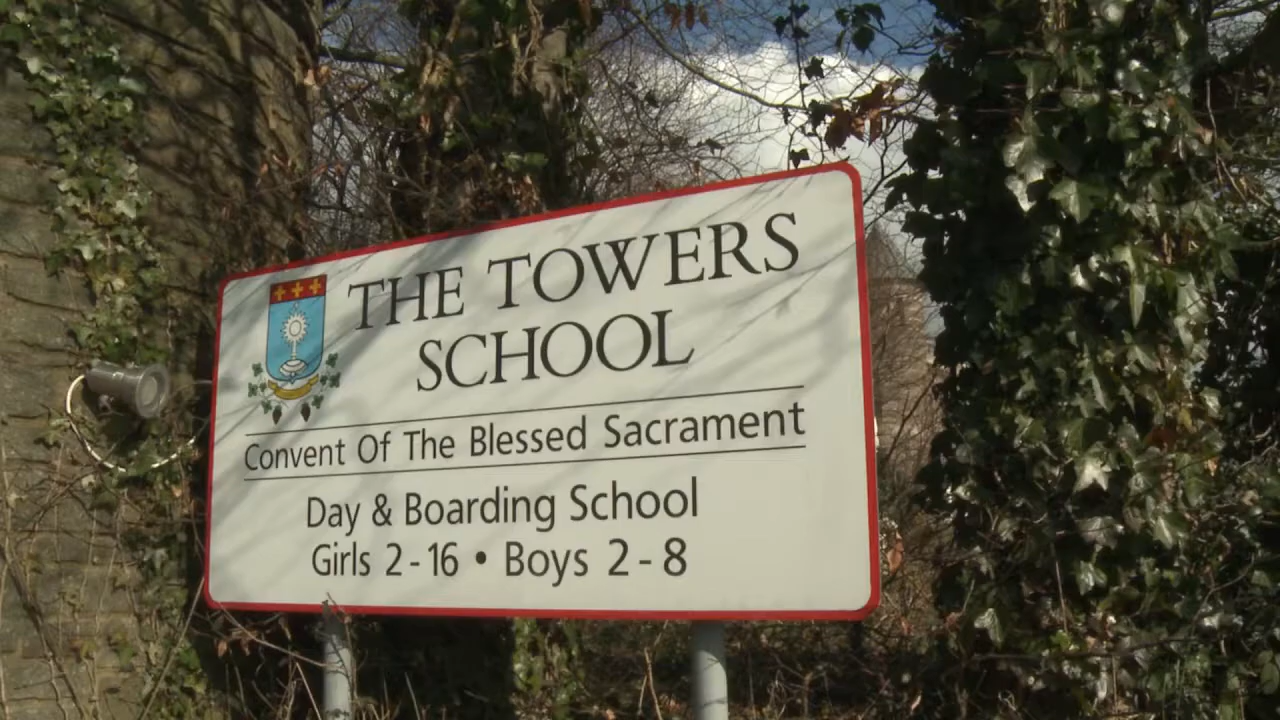 THE TOWERS
SCHOOL
Convent Of The Blessed Sacrament
Day & Boarding School
Girls 2 - 16 • Boys 2 - 8